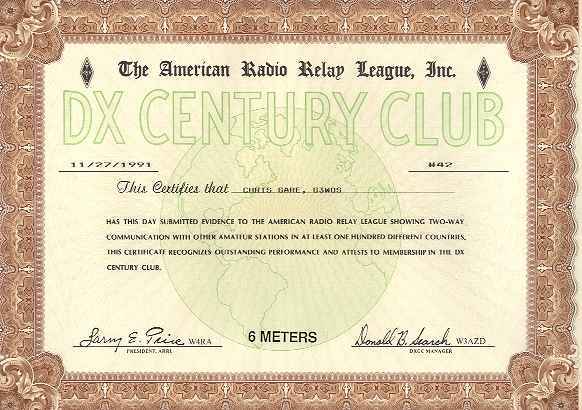 The American Radio Relay League, Inc.
DX CENTURY CLUB
11/27/1991 #42
This Certifies that CHRIS GARE, G3WOS
HAS THIS DAY SUBMITTED EVIDENCE TO THE AMERICAN RADIO RELAY LEAGUE SHOWING TWO-WAY
COMMUNICATION WITH OTHER AMATEUR STATIONS IN AT LEAST ONE HUNDRED DIFFERENT COUNTRIES.
THIS CERTIFICATE RECOGNIZES OUTSTANDING PERFORMANCE AND ATTESTS TO MEMBERSHIP IN THE DX
CENTURY CLUB.
Larry E. Price W4RA 6 METERS Donald B. Search W3AZD
PRESIDENT, ARRL DXCC MANAGER